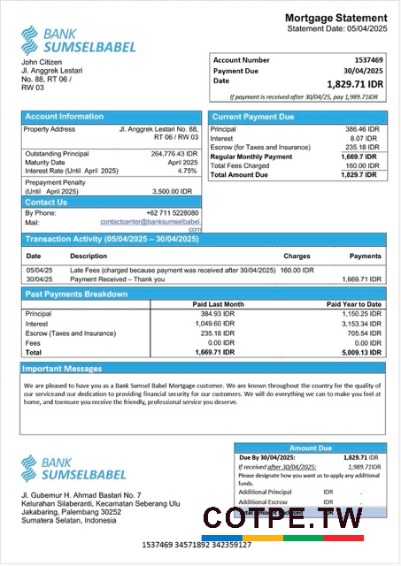 Mortgage Statement
Statement Date: 05/04/2025
BANK
SUMSELBABEL
John Citizen
Jl. Anggrek Lestari
No. 88, RT 06 /
RW 03
Account Number 1537469
Payment Due 30/04/2025
Date 1,829.71 IDR
If payment is received after 30/04/25, pay 1,989.71IDR
Account Information
Property Address Jl. Anggrek Lestari No. 88,
RT 06 / RW 03
Outstanding Principal 264,776.43 IDR
Maturity Date April 2025
Interest Rate (Until April 2025) 4.75%
Prepayment Penalty
(Until April 2025) 3,500.00 IDR
Contact Us
By Phone: +62 711 5228080
Mail: contactcenter@banksumselbabel.
com
Current Payment Due
Principal 386.46 IDR
Interest 8.07 IDR
Escrow (for Taxes and Insurance) 235.18 IDR
Regular Monthly Payment 1,669.7 IDR
Total Fees Charged 160.00 IDR
Total Amount Due 1,829.7 IDR
Transaction Activity (05/04/2025 – 30/04/2025)
Date Description Charges Payments
05/04/25 Late Fees (charged because payment was received after 30/04/2025) 160.00 IDR
30/04/25 Payment Received – Thank you 1,669.71 IDR
Past Payments Breakdown
Paid Last Month Paid Year to Date
Principal 384.93 IDR 1,150.25 IDR
Interest 1,049.60 IDR 3,153.34 IDR
Escrow (Taxes and Insurance) 235.18 IDR 705.54 IDR
Fees 0.00 IDR 0.00 IDR
Total 1,669.71 IDR 5,009.13 IDR
Important Messages
We are pleased to have you as a Bank Sumsel Babel Mortgage customer. We are known throughout the country for the quality of
our serviceand our dedication to providing financial security for our customers. We will do everything we can to make you feel at
home, and toensure you receive the friendly, professional service you deserve.
BANK
SUMSELBABEL
Jl. Gubernur H. Ahmad Bastari No. 7
Kelurahan Silaberanti, Kecamatan Seberang Ulu
Jakabaring, Palembang 30252
Sumatera Selatan, Indonesia
Amount Due
Due By 30/04/2025: 1,829.71 IDR
If received after 30/04/2025: 1,989.71IDR
Please designate how you want us to apply any additional
funds.
Additional Principal IDR -
Additional Escrow IDR -
COTPE.TW
1537469 34571892 342359127